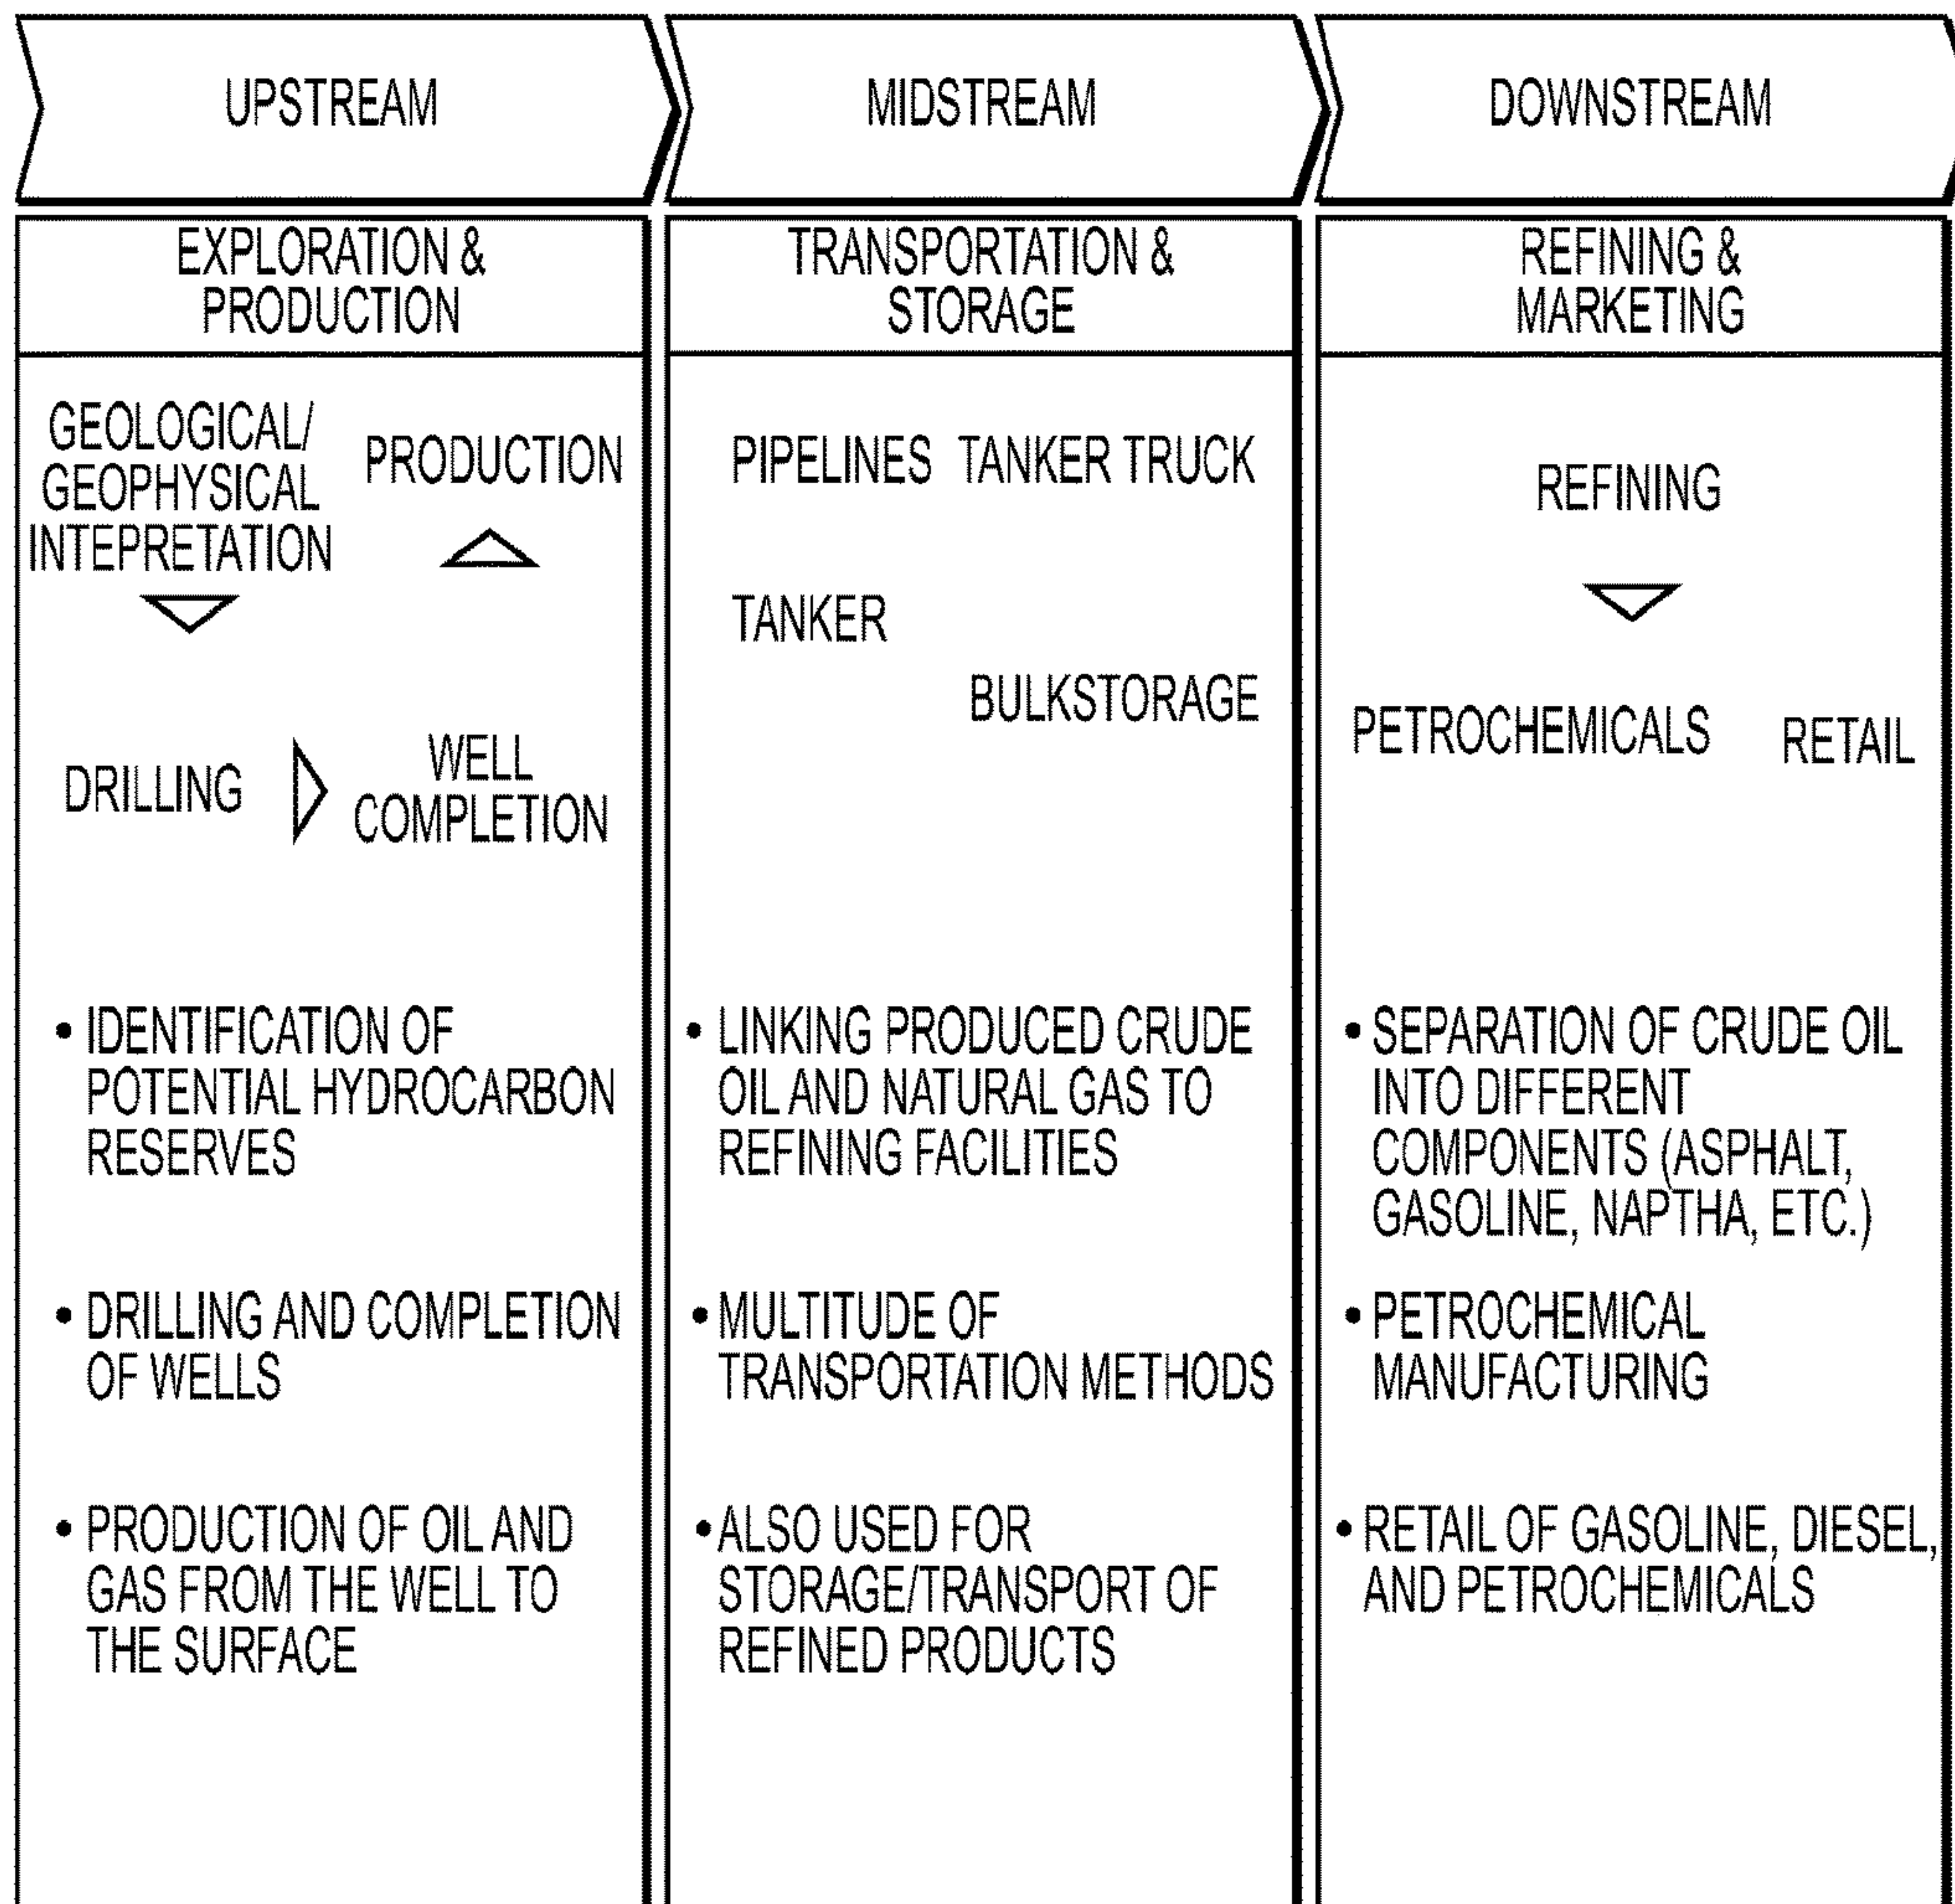 UPSTREAM
MIDSTREAM
DOWNSTREAM
EXPLORATION &
PRODUCTION
GEOLOGICAL/
GEOPHYSICAL
INTEPRETATION
PRODUCTION
DRILLING
WELL
COMPLETION
• IDENTIFICATION OF
POTENTIAL HYDROCARBON
RESERVES
• DRILLING AND COMPLETION
OF WELLS
• PRODUCTION OF OIL AND
GAS FROM THE WELL TO
THE SURFACE
TRANSPORTATION &
STORAGE
PIPELINES TANKER TRUCK
TANKER
BULKSTORAGE
• LINKING PRODUCED CRUDE
OIL AND NATURAL GAS TO
REFINING FACILITIES
• MULTITUDE OF
TRANSPORTATION METHODS
• ALSO USED FOR
STORAGE/TRANSPORT OF
REFINED PRODUCTS
REFINING &
MARKETING
REFINING
PETROCHEMICALS
RETAIL
• SEPARATION OF CRUDE OIL
INTO DIFFERENT
COMPONENTS (ASPHALT,
GASOLINE, NAPTHA, ETC.)
• PETROCHEMICAL
MANUFACTURING
• RETAIL OF GASOLINE, DIESEL,
AND PETROCHEMICALS